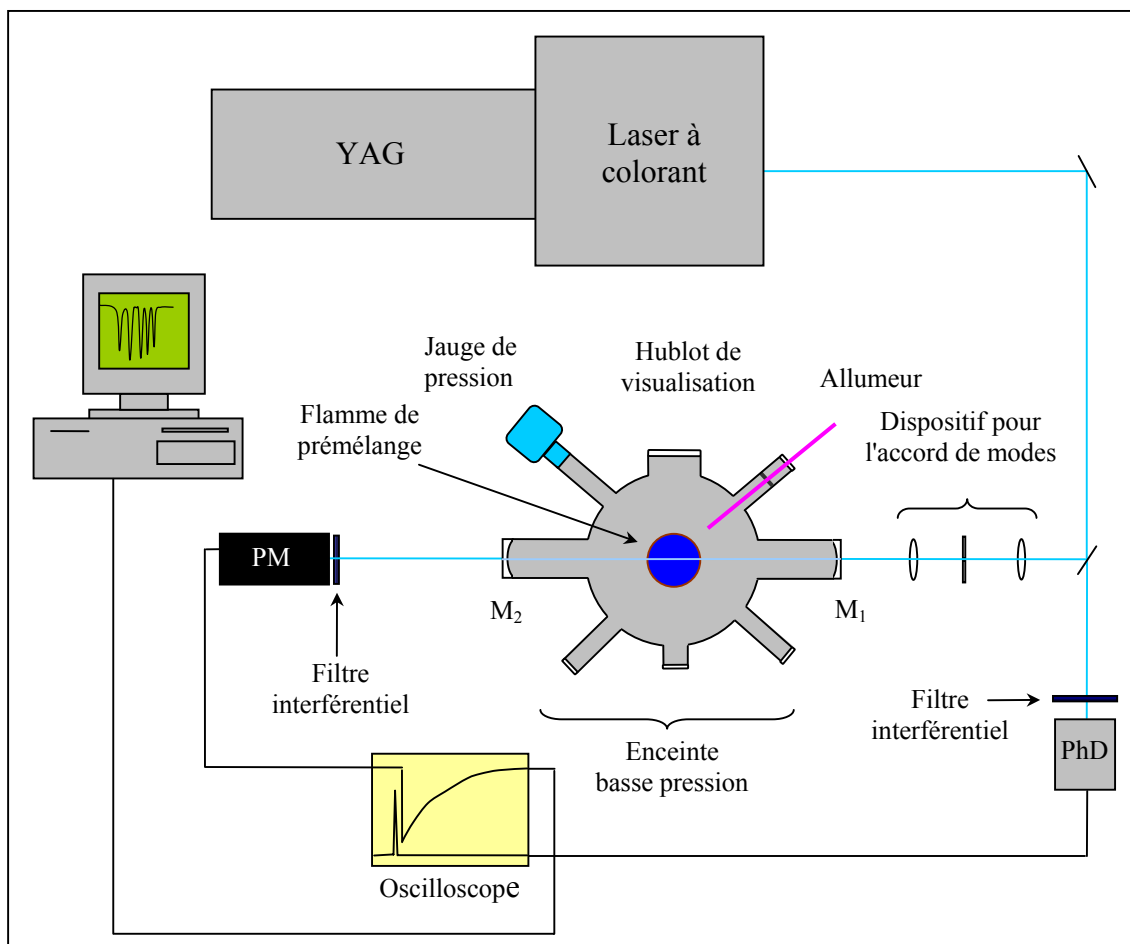 YAG
Laser à
colorant
Jauge de
pression
Hublot de
visualisation
Allumeur
Flamme de
prémélange
Dispositif pour
l'accord de modes
PM
M2
M1
Filtre
interférentiel
Filtre
interférentiel
Enceinte
basse pression
PhD
Oscilloscope